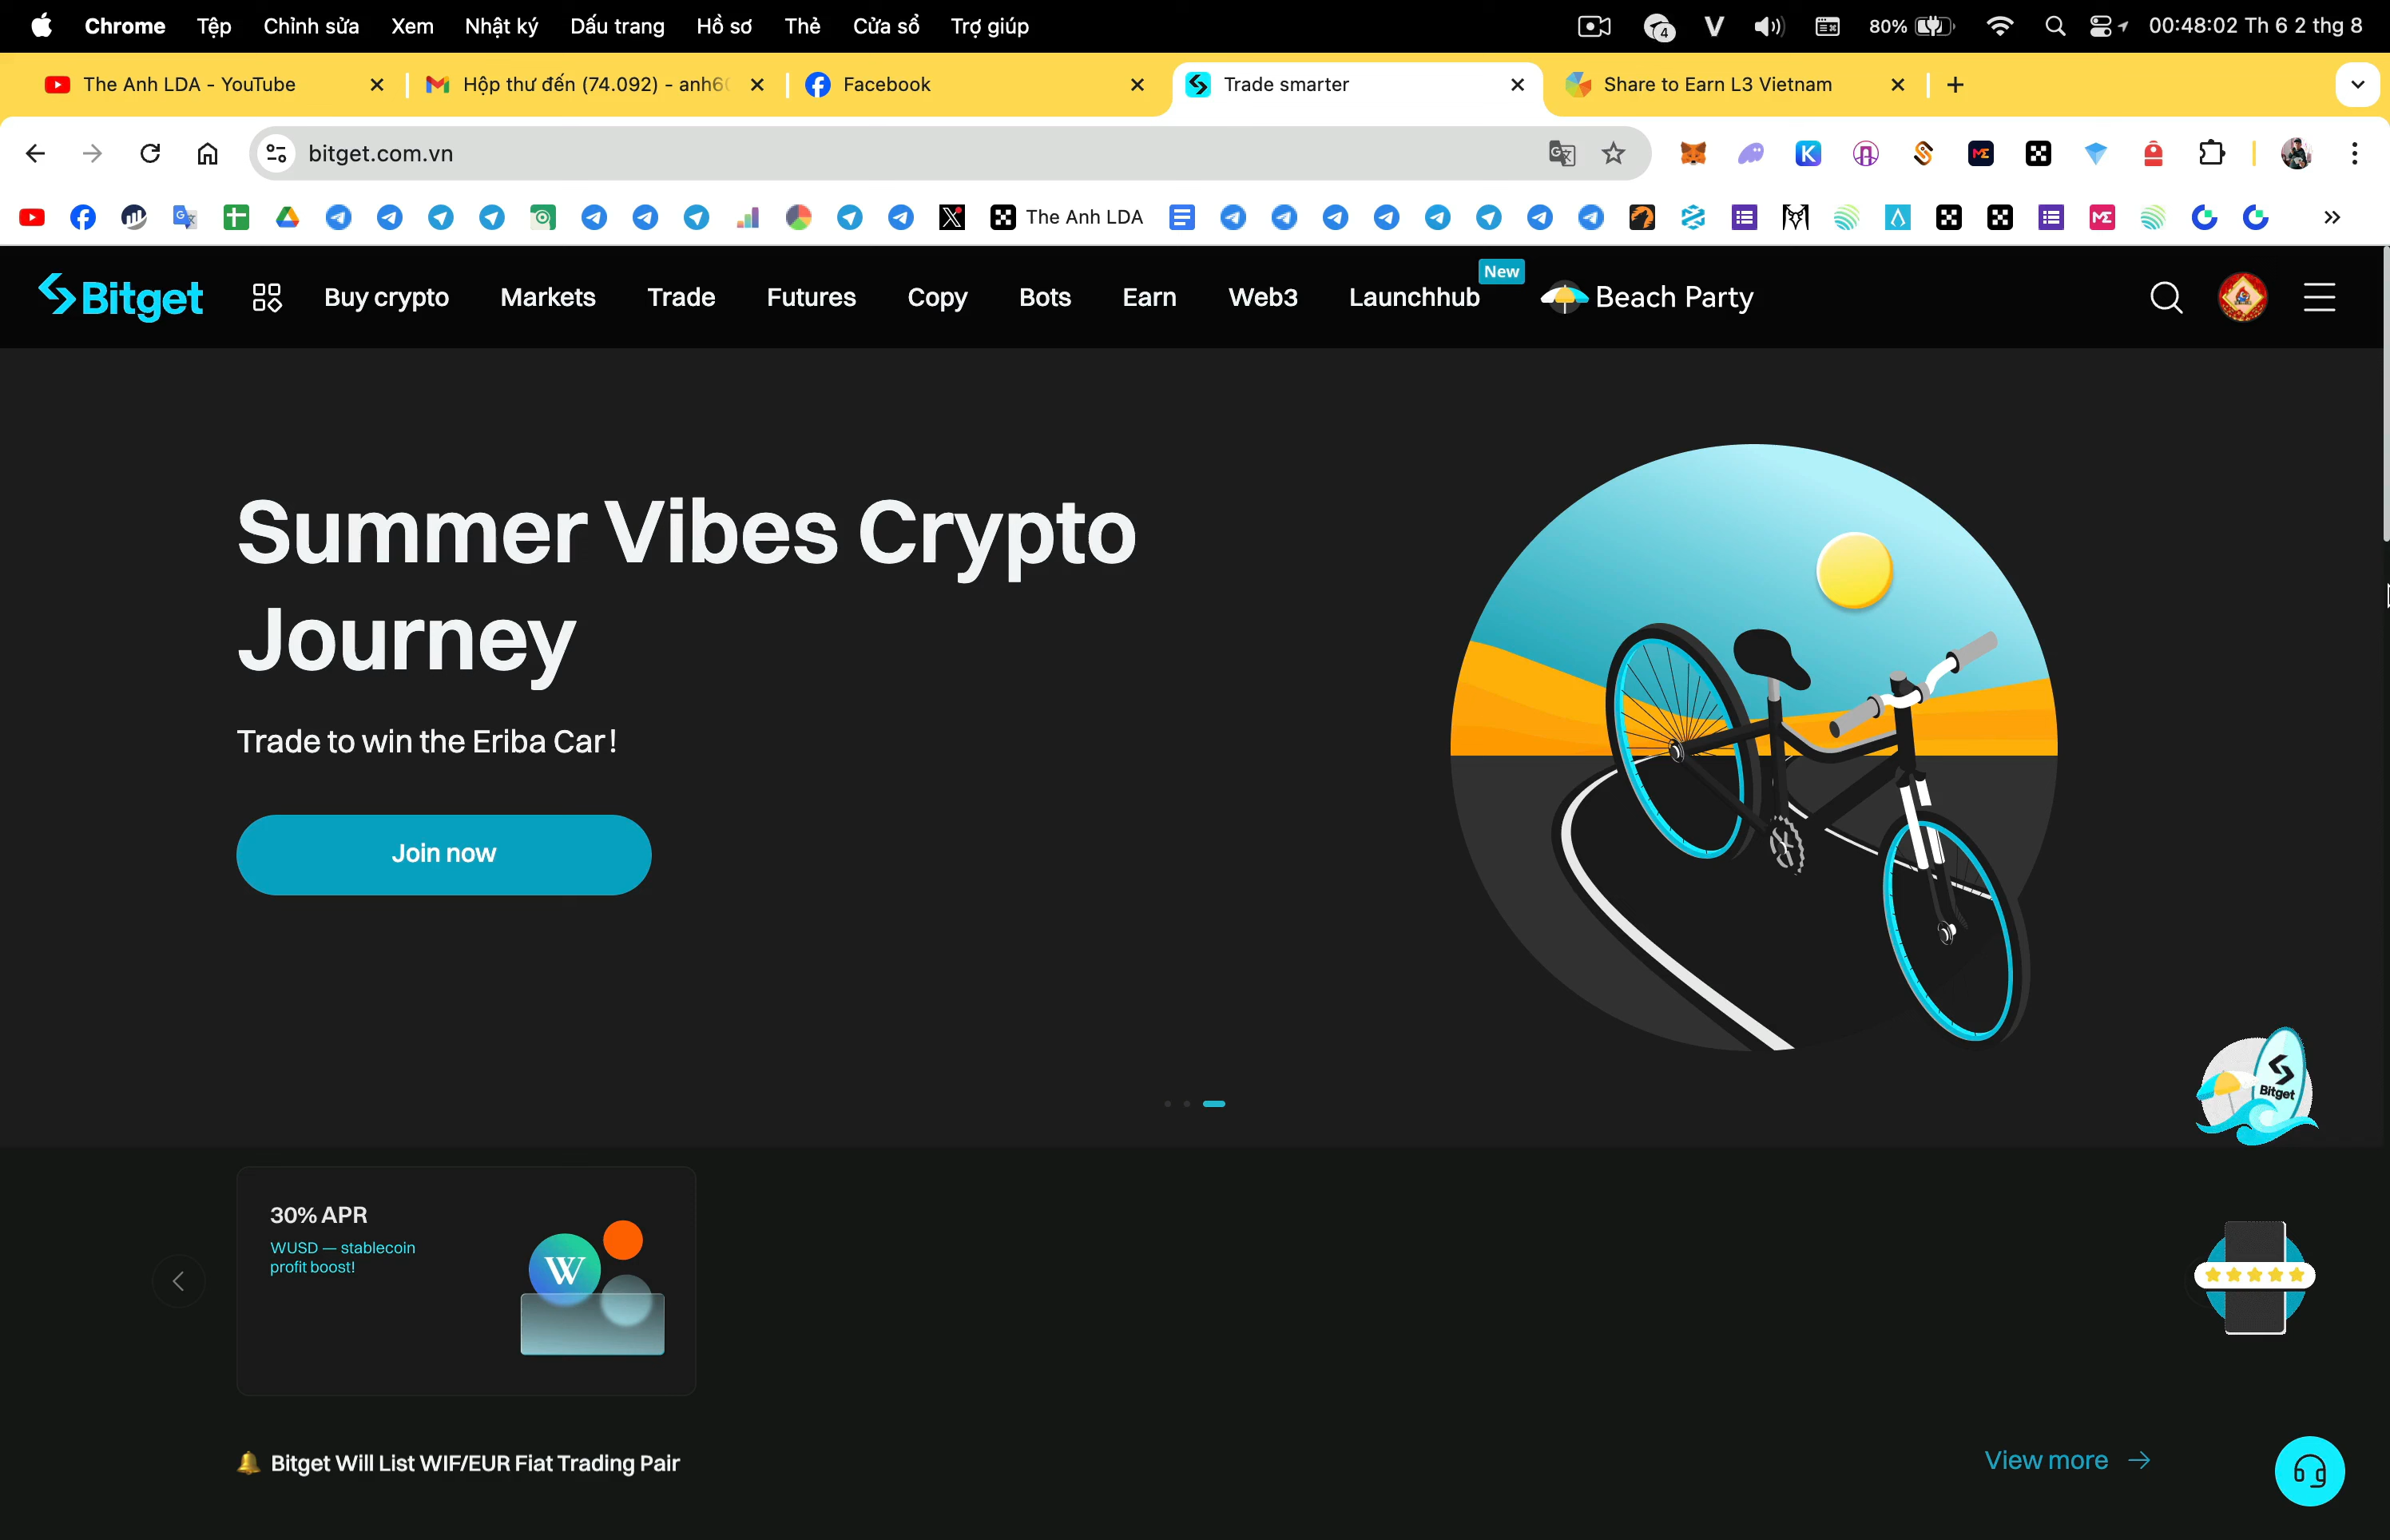 Chrome Tệp Chỉnh sửa Xem Nhật ký Dấu trang Hồ sơ Thẻ Cửa sổ Trợ giúp 4 V 80% 00:48:02 Th 6 2 thg 8
The Anh LDA - YouTube Hộp thư đến (74.092) - anh6 Facebook Trade smarter Share to Earn L3 Vietnam
bitget.com.vn
The Anh LDA
Bitget Buy crypto Markets Trade Futures Copy Bots Earn Web3 Launchhub New Beach Party
Summer Vibes Crypto
Journey
Trade to win the Eriba Car!
Join now
Bitget
30% APR
WUSD — stablecoin
profit boost!
W
Bitget Will List WIF/EUR Fiat Trading Pair
View more